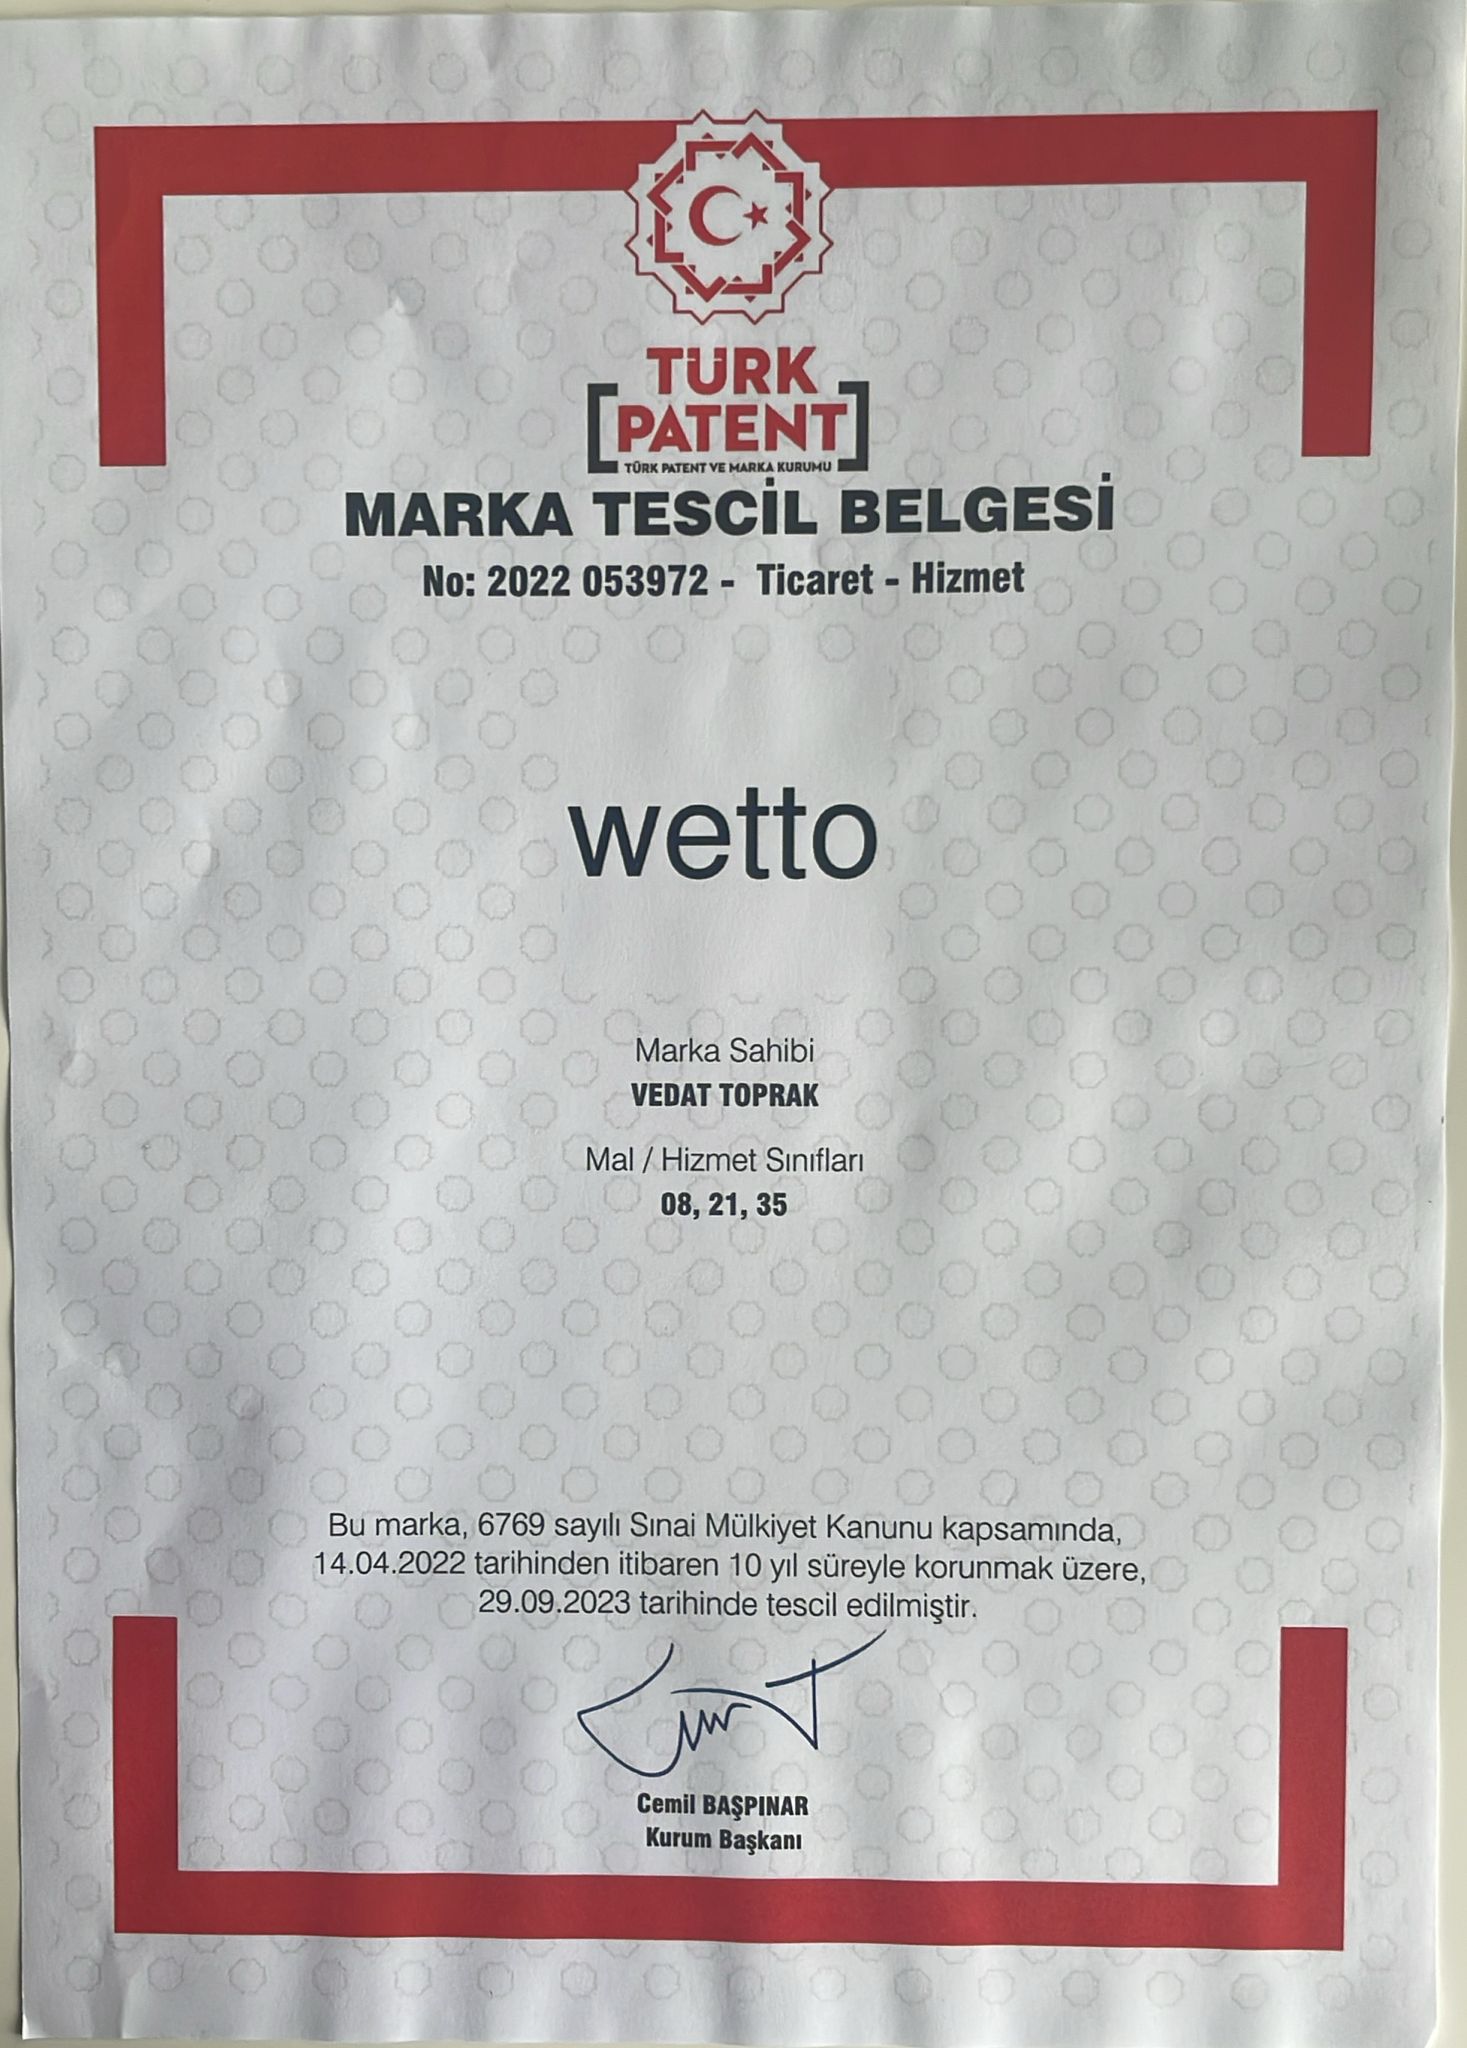 TÜRK
PATENT
TÜRK PATENT VE MARKA KURUMU
MARKA TESCİL BELGESİ
No: 2022 053972 - Ticaret - Hizmet
wetto
Marka Sahibi
VEDAT TOPRAK
Mal / Hizmet Sınıfları
08, 21, 35
Bu marka, 6769 sayılı Sınai Mülkiyet Kanunu kapsamında,
14.04.2022 tarihinden itibaren 10 yıl süreyle korunmak üzere,
29.09.2023 tarihinde tescil edilmiştir.
Cemil BAŞPINAR
Kurum Başkanı